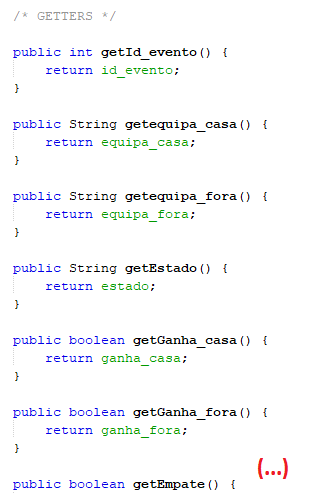 /* GETTERS */
public int getId_evento() {
    return id_evento;
}
public String getequipa_casa() {
    return equipa_casa;
}
public String getequipa_fora() {
    return equipa_fora;
}
public String getEstado() {
    return estado;
}
public boolean getGanha_casa() {
    return ganha_casa;
}
public boolean getGanha_fora() {
    return ganha_fora;
}
(...)
public boolean getEmpate() {